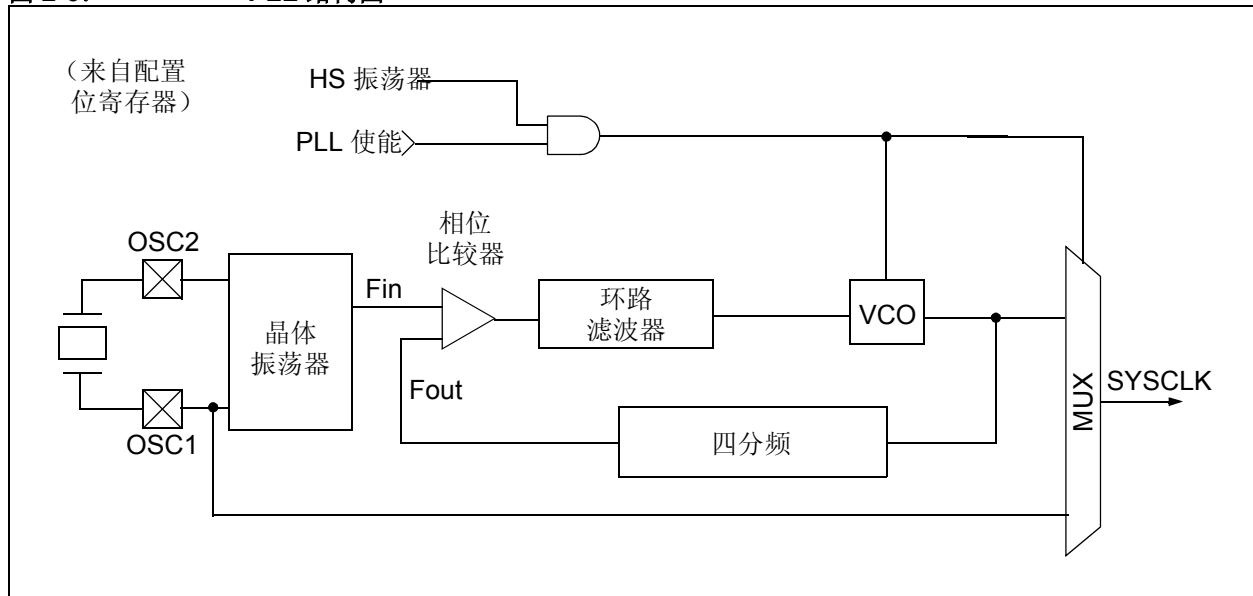 （来自配置
位寄存器）
HS 振荡器
PLL 使能
相位
比较器
OSC2
Fin
晶体
振荡器
环路
滤波器
VCO
Fout
MUX
SYSCLK
OSC1
四分频